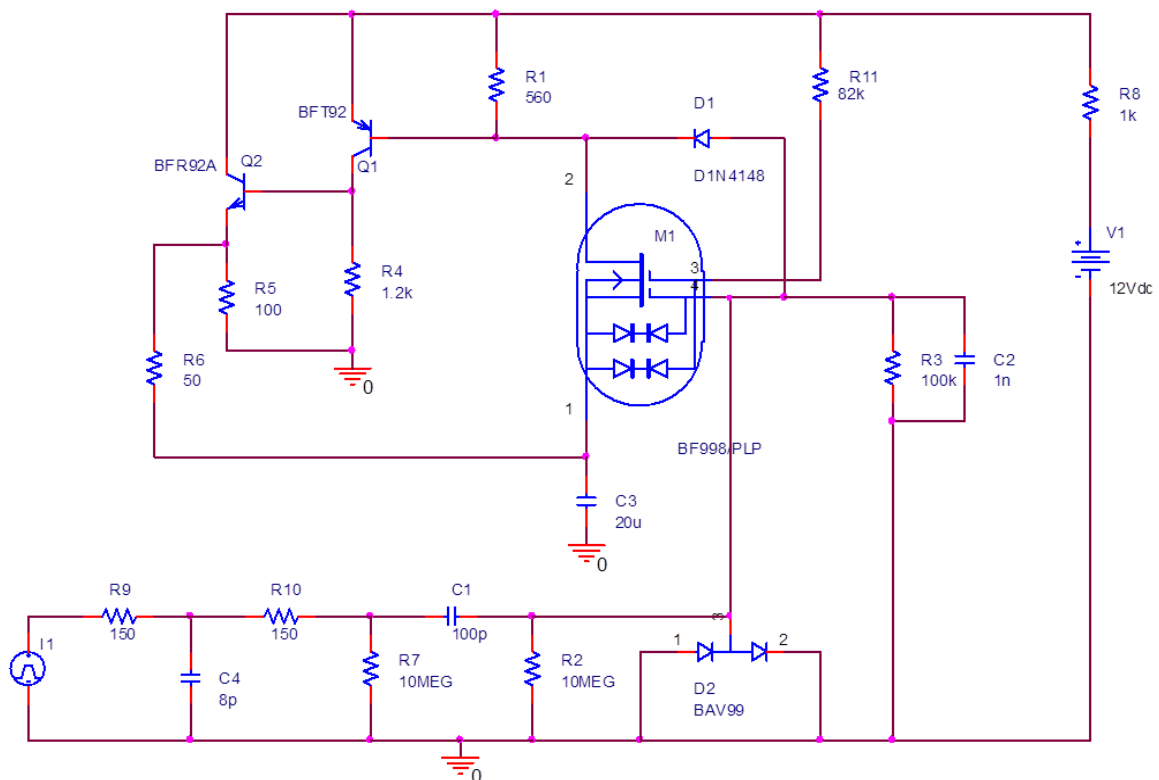 R1
560
R11
82k
R8
1k
BFT92
D1
BFR92A
Q2
Q1
D1N4148
2
V1
12Vdc
M1
3
4
R4
1.2k
R5
100
0
R6
50
R3
100k
C2
1n
1
BF998/PLP
C3
20u
0
R9
150
R10
150
C1
100p
3
1
2
I1
C4
8p
R7
10MEG
R2
10MEG
D2
BAV99
0